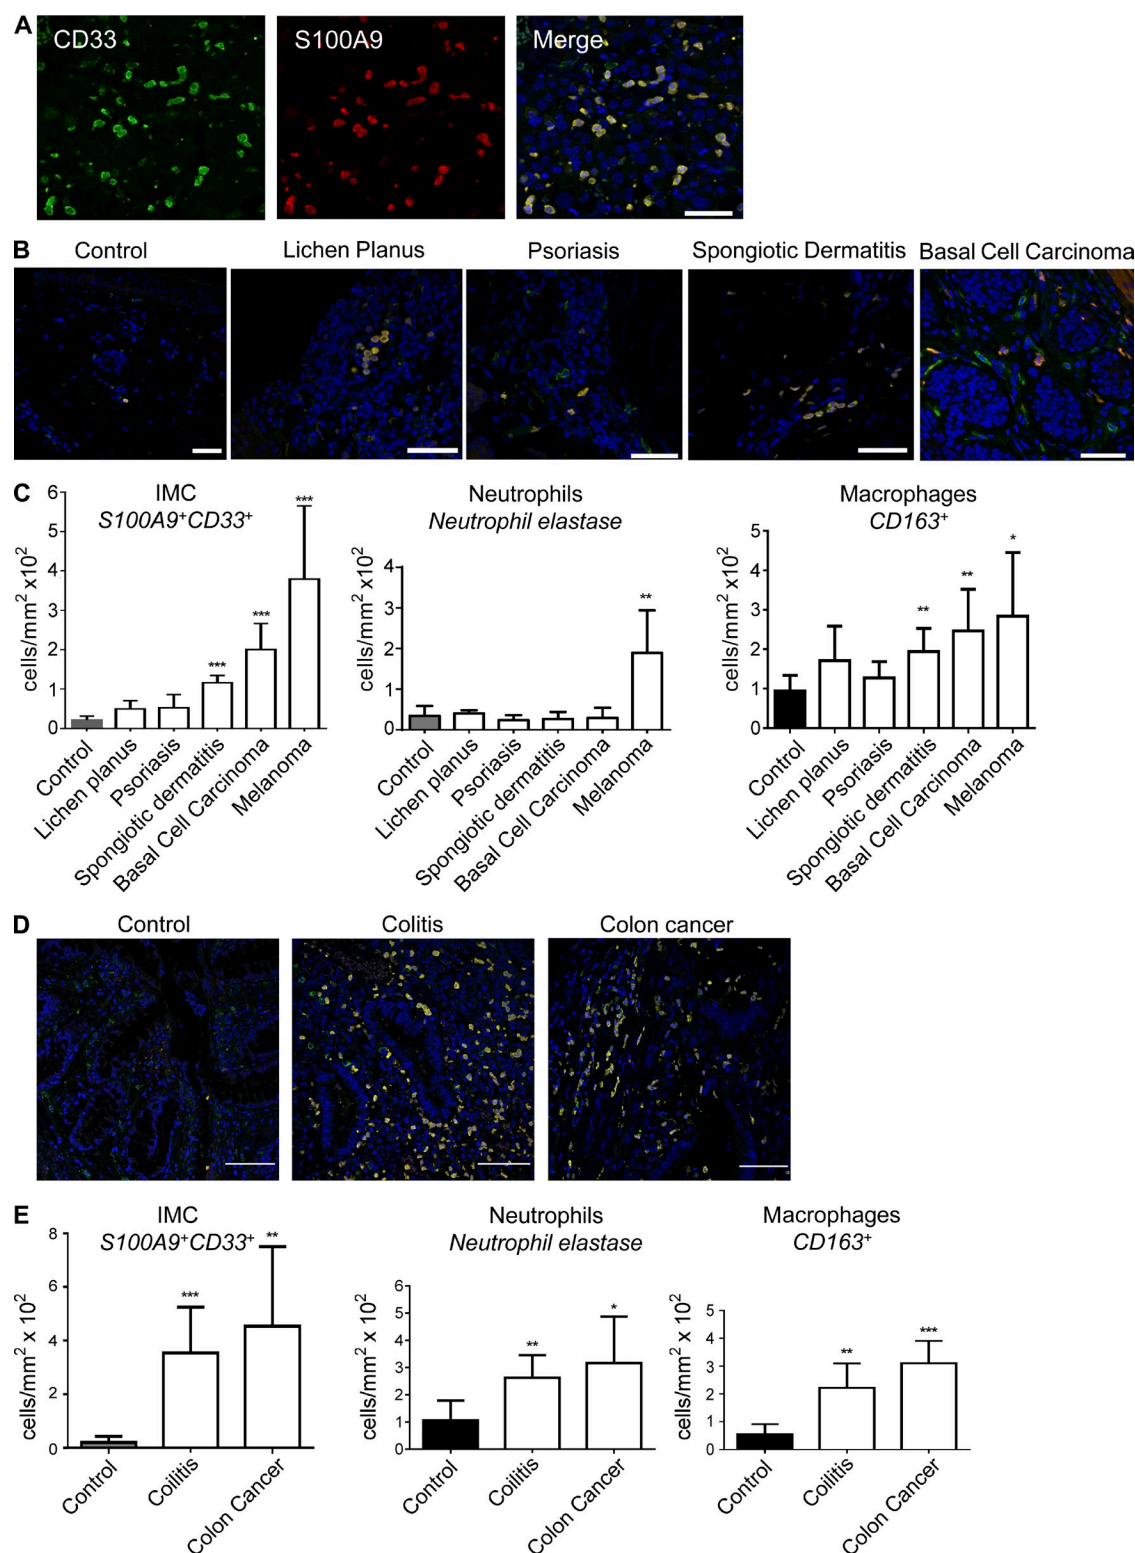 A
CD33
S100A9
Merge
B
Control
Lichen Planus
Psoriasis
Spongiotic Dermatitis
Basal Cell Carcinoma
C
IMC
S100A9⁺CD33⁺
cells/mm² x10²
6
5
4
3
2
1
0
***
***
***
Control
Lichen planus
Psoriasis
Spongiotic dermatitis
Basal Cell Carcinoma
Melanoma
Neutrophils
Neutrophil elastase
cells/mm² x10²
4
3
2
1
0
**
Control
Lichen planus
Psoriasis
Spongiotic dermatitis
Basal Cell Carcinoma
Melanoma
Macrophages
CD163⁺
cells/mm² x10²
5
4
3
2
1
0
**
**
*
Control
Lichen planus
Psoriasis
Spongiotic dermatitis
Basal Cell Carcinoma
Melanoma
D
Control
Colitis
Colon cancer
E
IMC
S100A9⁺CD33⁺
cells/mm² x 10²
8
6
4
2
0
***
**
Control
Coilitis
Colon Cancer
Neutrophils
Neutrophil elastase
cells/mm² x 10²
6
5
4
3
2
1
0
**
*
Control
Coilitis
Colon Cancer
Macrophages
CD163⁺
cells/mm² x 10²
5
4
3
2
1
0
**
***
Control
Coilitis
Colon Cancer